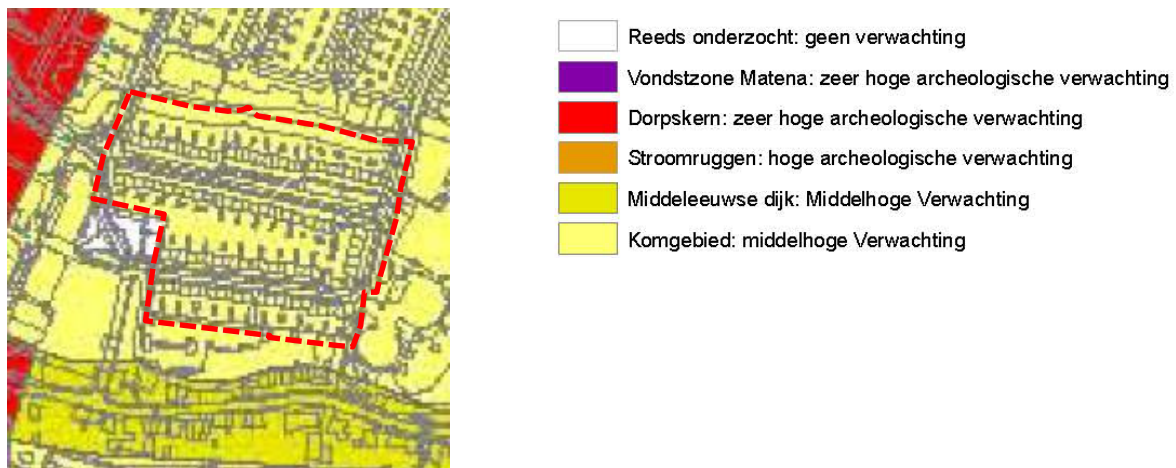 Reeds onderzocht: geen verwachting
Vondstzone Matena: zeer hoge archeologische verwachting
Dorpskern: zeer hoge archeologische verwachting
Stroomruggen: hoge archeologische verwachting
Middeleeuwse dijk: Middelhoge Verwachting
Komgebied: middelhoge Verwachting